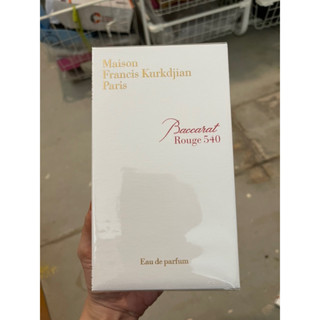 Maison
Francis Kurkdjian
Paris
Baccarat
Rouge 540
Eau de parfum